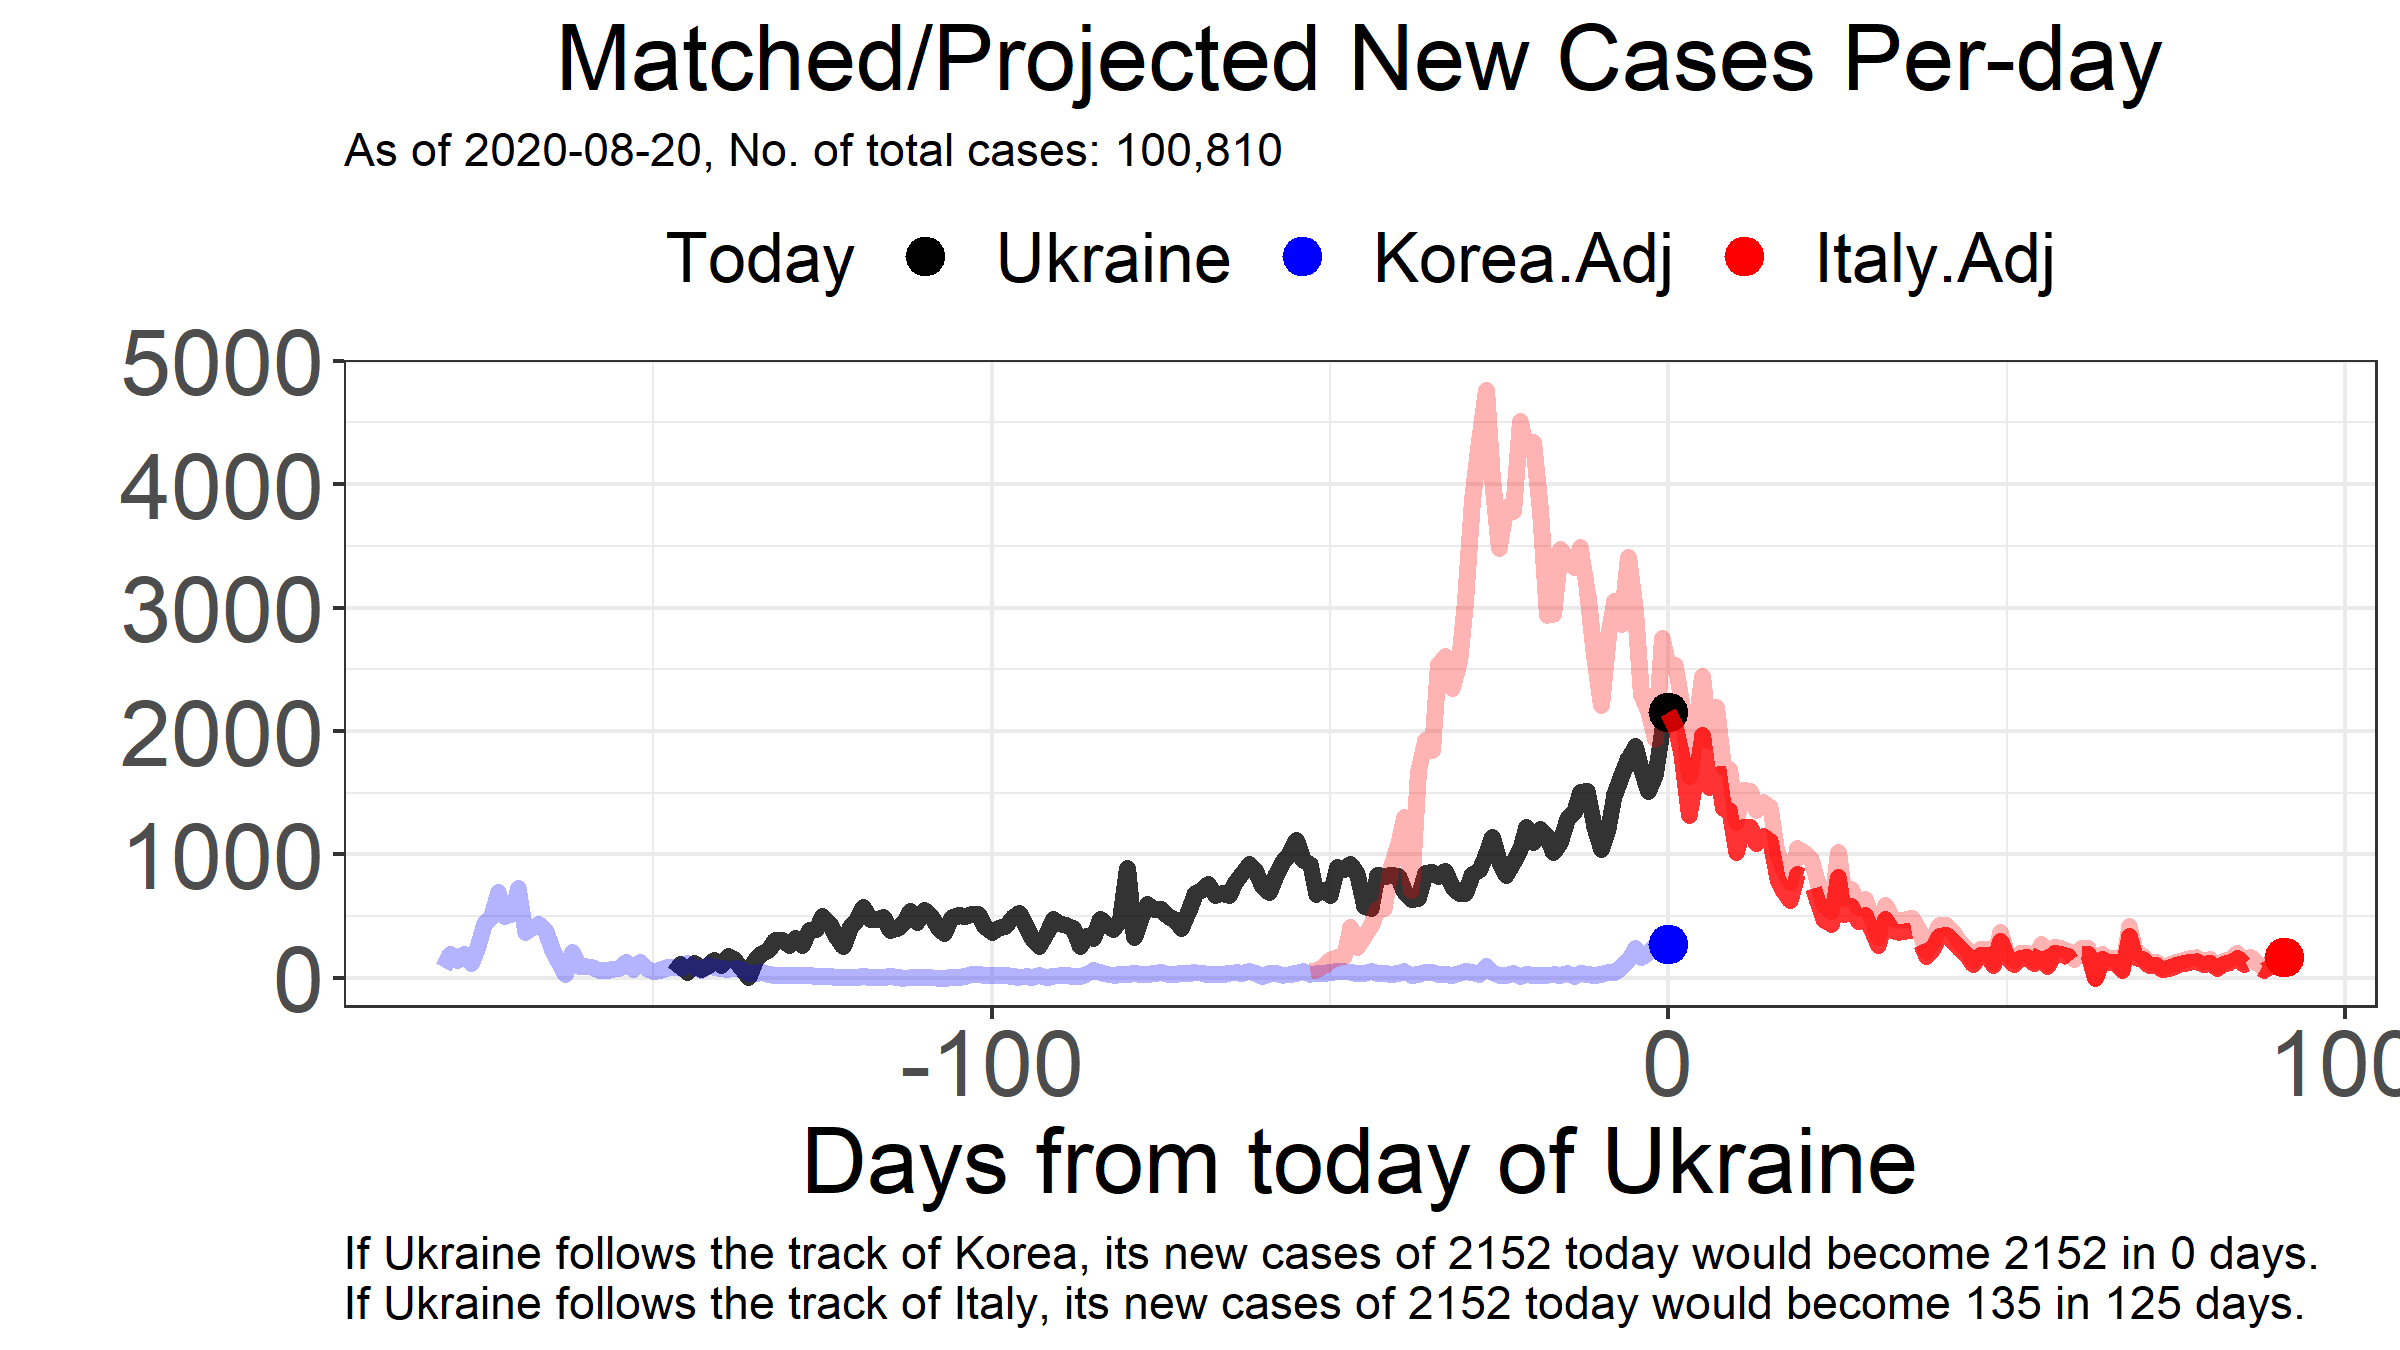 Matched/Projected New Cases Per-day
As of 2020-08-20, No. of total cases: 100,810
Today Ukraine Korea.Adj Italy.Adj
5000
4000
3000
2000
1000
0
-100 0 100
Days from today of Ukraine
If Ukraine follows the track of Korea, its new cases of 2152 today would become 2152 in 0 days.
If Ukraine follows the track of Italy, its new cases of 2152 today would become 135 in 125 days.